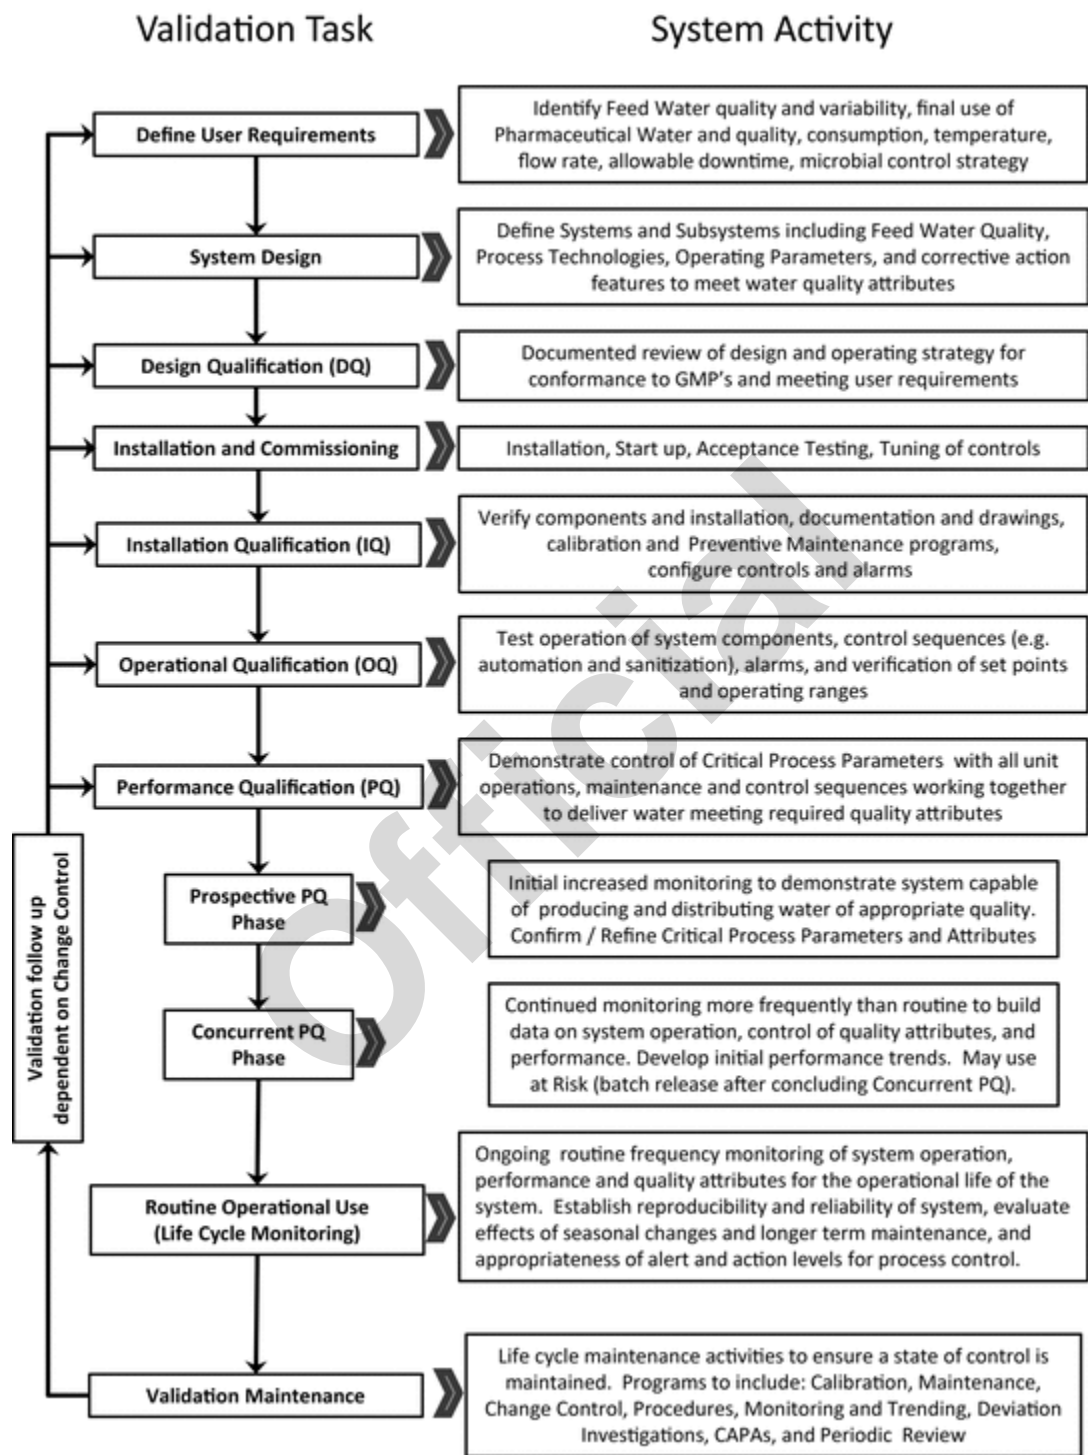 Validation Task
System Activity
Define User Requirements
Identify Feed Water quality and variability, final use of
Pharmaceutical Water and quality, consumption, temperature,
flow rate, allowable downtime, microbial control strategy
System Design
Define Systems and Subsystems including Feed Water Quality,
Process Technologies, Operating Parameters, and corrective action
features to meet water quality attributes
Design Qualification (DQ)
Documented review of design and operating strategy for
conformance to GMP's and meeting user requirements
Installation and Commissioning
Installation, Start up, Acceptance Testing, Tuning of controls
Installation Qualification (IQ)
Verify components and installation, documentation and drawings,
calibration and Preventive Maintenance programs,
configure controls and alarms
Operational Qualification (OQ)
Test operation of system components, control sequences (e.g.
automation and sanitization), alarms, and verification of set points
and operating ranges
Performance Qualification (PQ)
Demonstrate control of Critical Process Parameters with all unit
operations, maintenance and control sequences working together
to deliver water meeting required quality attributes
Prospective PQ
Phase
Initial increased monitoring to demonstrate system capable
of producing and distributing water of appropriate quality.
Confirm / Refine Critical Process Parameters and Attributes
Concurrent PQ
Phase
Continued monitoring more frequently than routine to build
data on system operation, control of quality attributes, and
performance. Develop initial performance trends. May use
at Risk (batch release after concluding Concurrent PQ).
Validation follow up
dependent on Change Control
Routine Operational Use
(Life Cycle Monitoring)
Ongoing routine frequency monitoring of system operation,
performance and quality attributes for the operational life of the
system. Establish reproducibility and reliability of system, evaluate
effects of seasonal changes and longer term maintenance, and
appropriateness of alert and action levels for process control.
Validation Maintenance
Life cycle maintenance activities to ensure a state of control is
maintained. Programs to include: Calibration, Maintenance,
Change Control, Procedures, Monitoring and Trending, Deviation
Investigations, CAPAs, and Periodic Review
Official